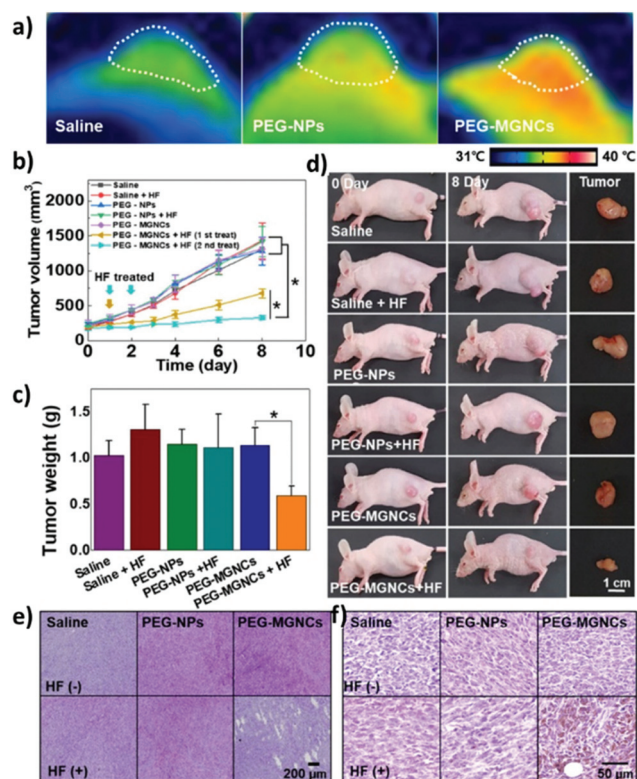 a)
Saline
PEG-NPs
PEG-MGNCs
31℃
40 ℃
b)
Tumor volume (mm³)
2000
1500
1000
500
0
Saline
Saline + HF
PEG - NPs
PEG - NPs + HF
PEG - MGNCs
PEG - MGNCs + HF (1 st treat)
PEG - MGNCs + HF (2 nd treat)
HF treated
*
*
0 2 4 6 8 10
Time (day)
c)
Tumor weight (g)
1.5
1.0
0.5
0.0
*
Saline
Saline + HF
PEG-NPs
PEG-NPs +HF
PEG-MGNCs
PEG-MGNCs + HF
d)
0 Day
8 Day
Tumor
Saline
Saline + HF
PEG-NPs
PEG-NPs+HF
PEG-MGNCs
PEG-MGNCs+HF
1 cm
e)
Saline
PEG-NPs
PEG-MGNCs
HF (-)
HF (+)
200 μm
f)
Saline
PEG-NPs
PEG-MGNCs
HF (-)
HF (+)
50 μm